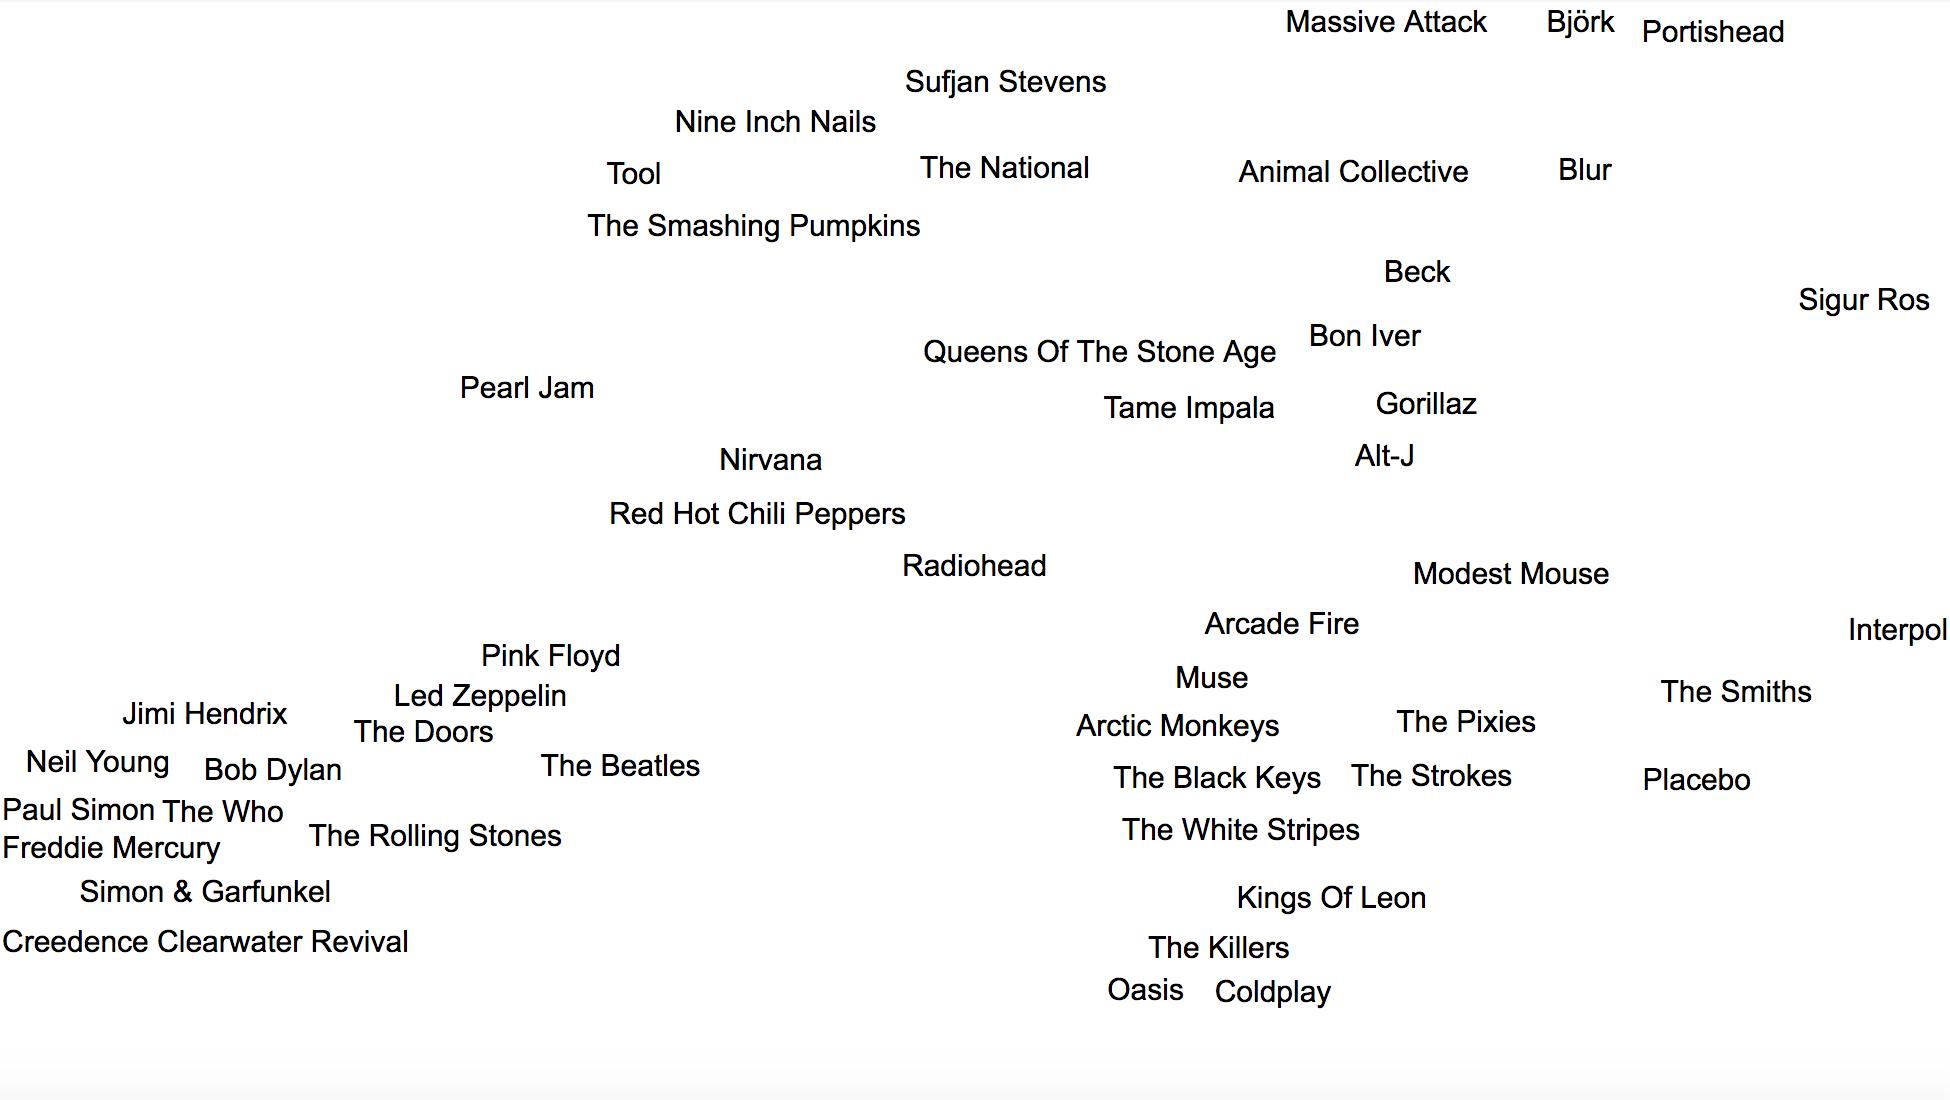 Massive Attack
Björk
Portishead
Sufjan Stevens
Nine Inch Nails
Tool
The National
Animal Collective
Blur
The Smashing Pumpkins
Beck
Sigur Ros
Bon Iver
Queens Of The Stone Age
Pearl Jam
Tame Impala
Gorillaz
Nirvana
Alt-J
Red Hot Chili Peppers
Radiohead
Modest Mouse
Arcade Fire
Interpol
Pink Floyd
Muse
Led Zeppelin
The Smiths
Jimi Hendrix
The Doors
Arctic Monkeys
The Pixies
Neil Young
Bob Dylan
The Beatles
The Black Keys
The Strokes
Placebo
Paul Simon
The Who
The Rolling Stones
The White Stripes
Freddie Mercury
Simon & Garfunkel
Kings Of Leon
Creedence Clearwater Revival
The Killers
Oasis
Coldplay